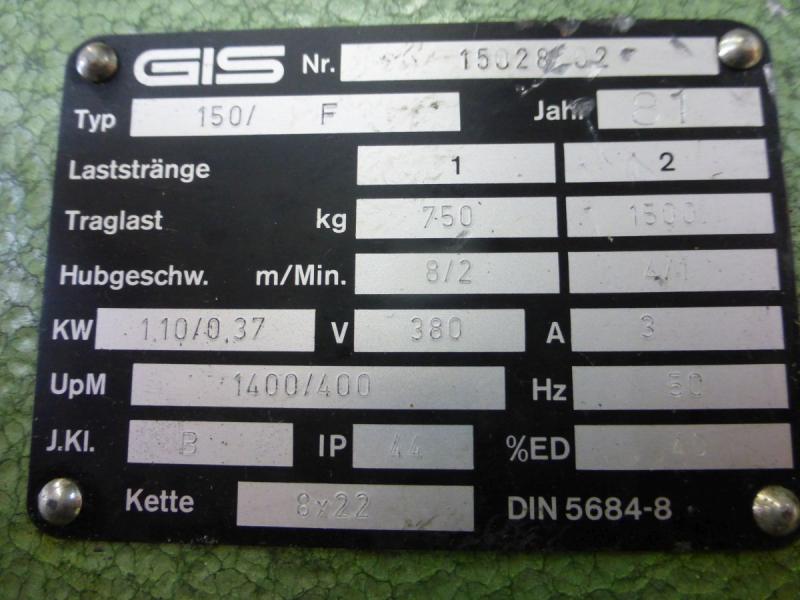 GIS Nr. 15028 02
Typ 150/ F Jahr 81
Laststränge 1 2
Traglast kg 750 1500
Hubgeschw. m/Min. 8/2 4/1
KW 1,10/0,37 V 380 A 3
UpM 1400/400 Hz 50
J.Kl. B IP 44 %ED 40
Kette 8x22 DIN 5684-8